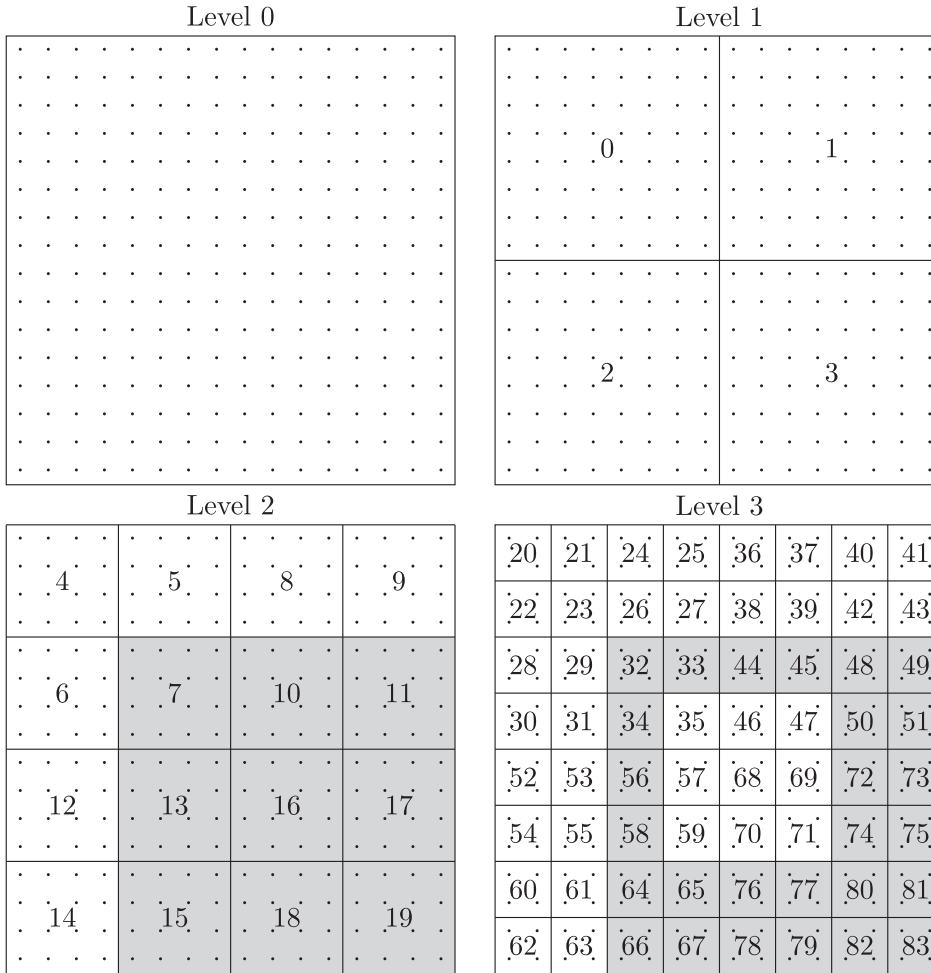 Level 0
Level 1
0 1
2 3
Level 2
4 5 8 9
6 7 10 11
12 13 16 17
14 15 18 19
Level 3
20 21 24 25 36 37 40 41
22 23 26 27 38 39 42 43
28 29 32 33 44 45 48 49
30 31 34 35 46 47 50 51
52 53 56 57 68 69 72 73
54 55 58 59 70 71 74 75
60 61 64 65 76 77 80 81
62 63 66 67 78 79 82 83